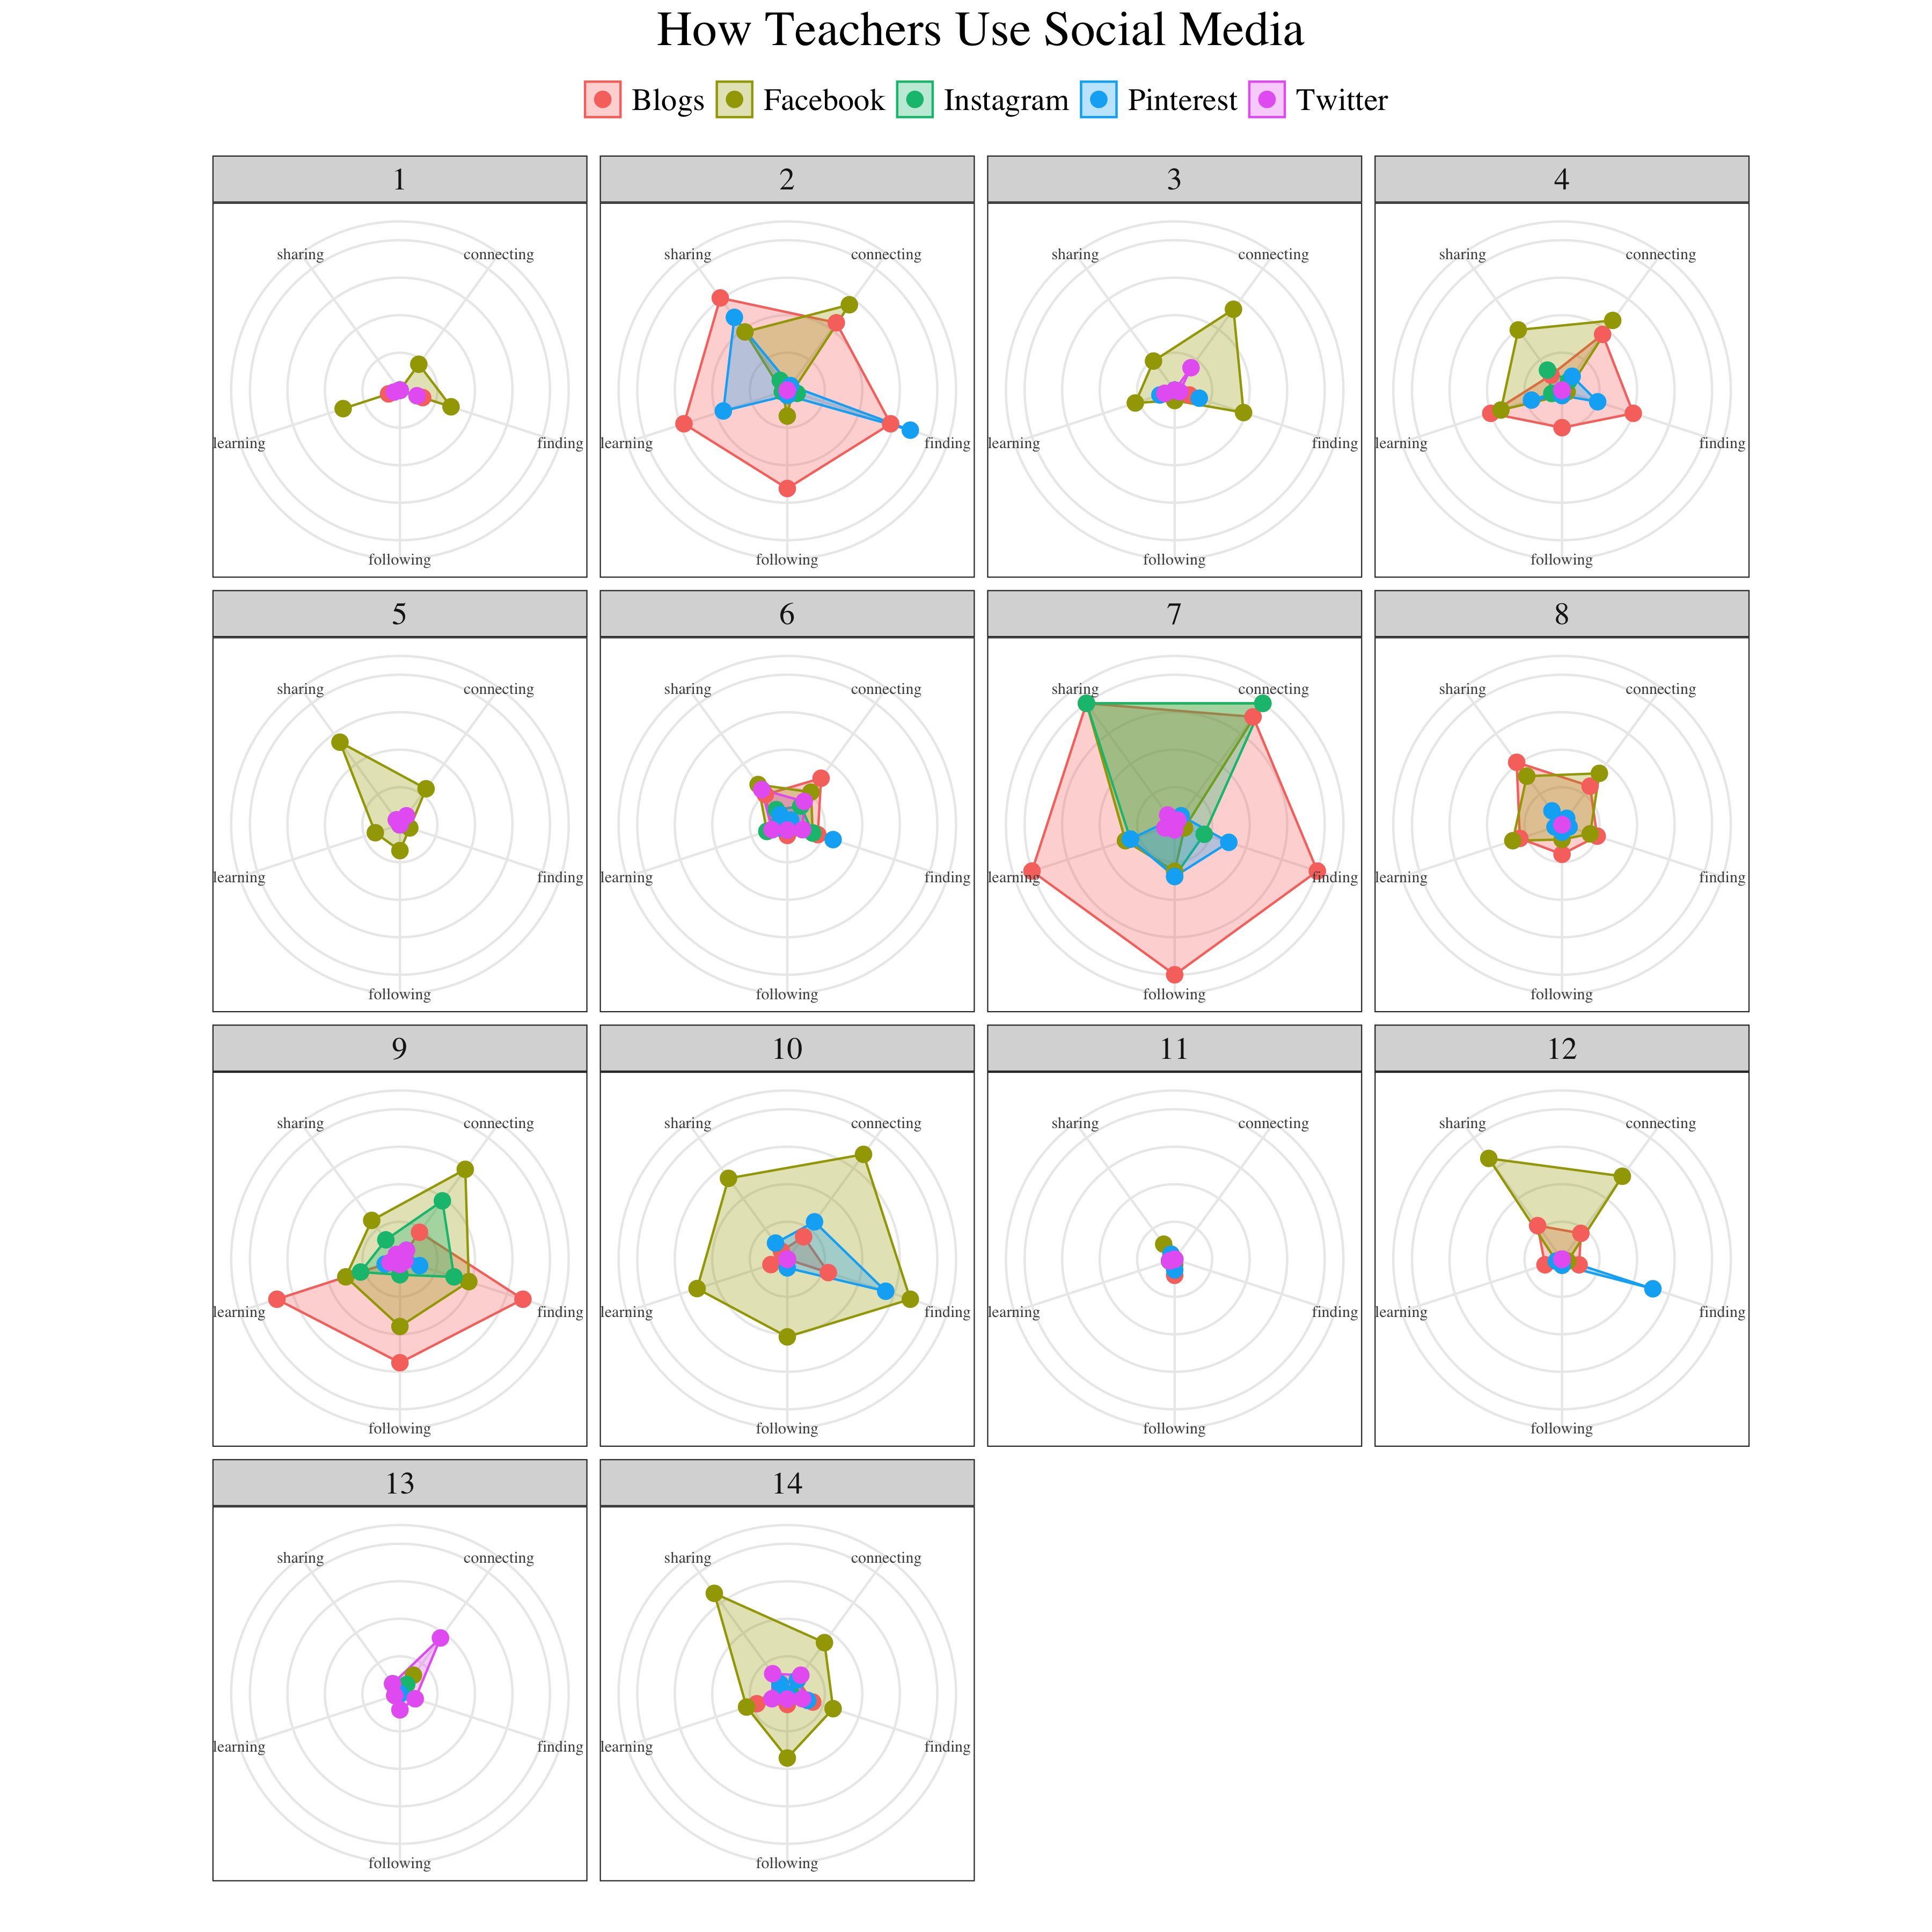 How Teachers Use Social Media
Blogs Facebook Instagram Pinterest Twitter
1 2 3 4
sharing connecting sharing connecting sharing connecting sharing connecting
learning finding learning finding learning finding learning finding
following following following following
5 6 7 8
sharing connecting sharing connecting sharing connecting sharing connecting
learning finding learning finding learning finding learning finding
following following following following
9 10 11 12
sharing connecting sharing connecting sharing connecting sharing connecting
learning finding learning finding learning finding learning finding
following following following following
13 14
sharing connecting sharing connecting
learning finding learning finding
following following